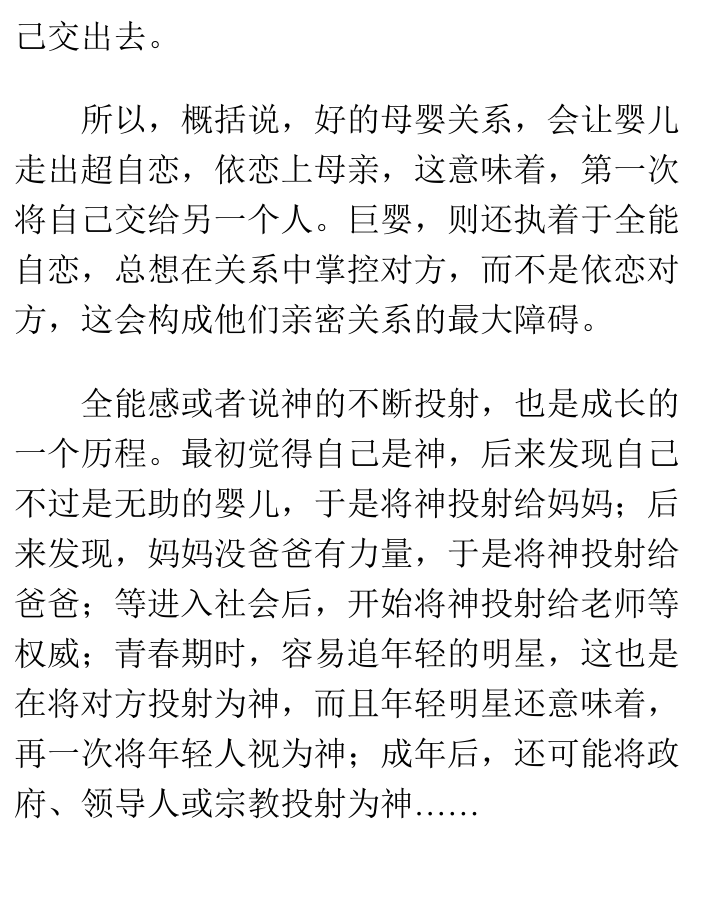 己交出去。
所以，概括说，好的母婴关系，会让婴儿
走出超自恋，依恋上母亲，这意味着，第一次
将自己交给另一个人。巨婴，则还执着于全能
自恋，总想在关系中掌控对方，而不是依恋对
方，这会构成他们亲密关系的最大障碍。
全能感或者说神的不断投射，也是成长的
一个历程。最初觉得自己是神，后来发现自己
不过是无助的婴儿，于是将神投射给妈妈；后
来发现，妈妈没爸爸有力量，于是将神投射给
爸爸；等进入社会后，开始将神投射给老师等
权威；青春期时，容易追年轻的明星，这也是
在将对方投射为神，而且年轻明星还意味着，
再一次将年轻人视为神；成年后，还可能将政
府、领导人或宗教投射为神……